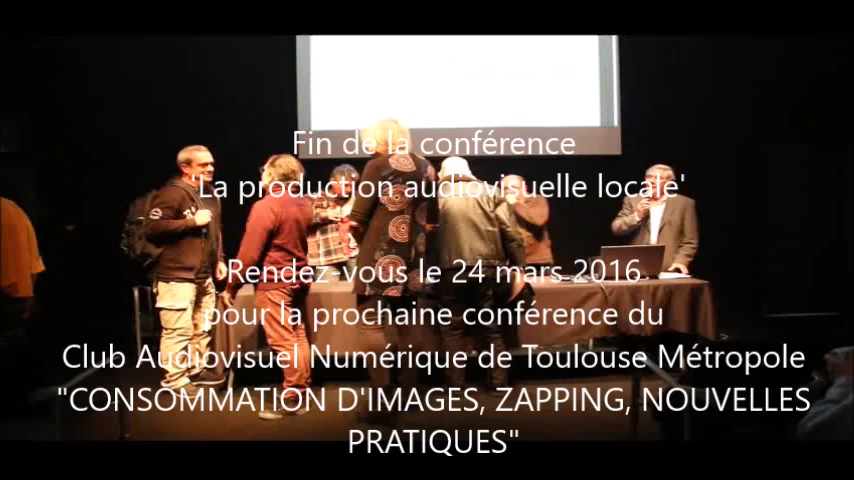 Fin de la conférence
'La production audiovisuelle locale'
Rendez-vous le 24 mars 2016
pour la prochaine conférence du
Club Audiovisuel Numérique de Toulouse Métropole
"CONSOMMATION D'IMAGES, ZAPPING, NOUVELLES
PRATIQUES"